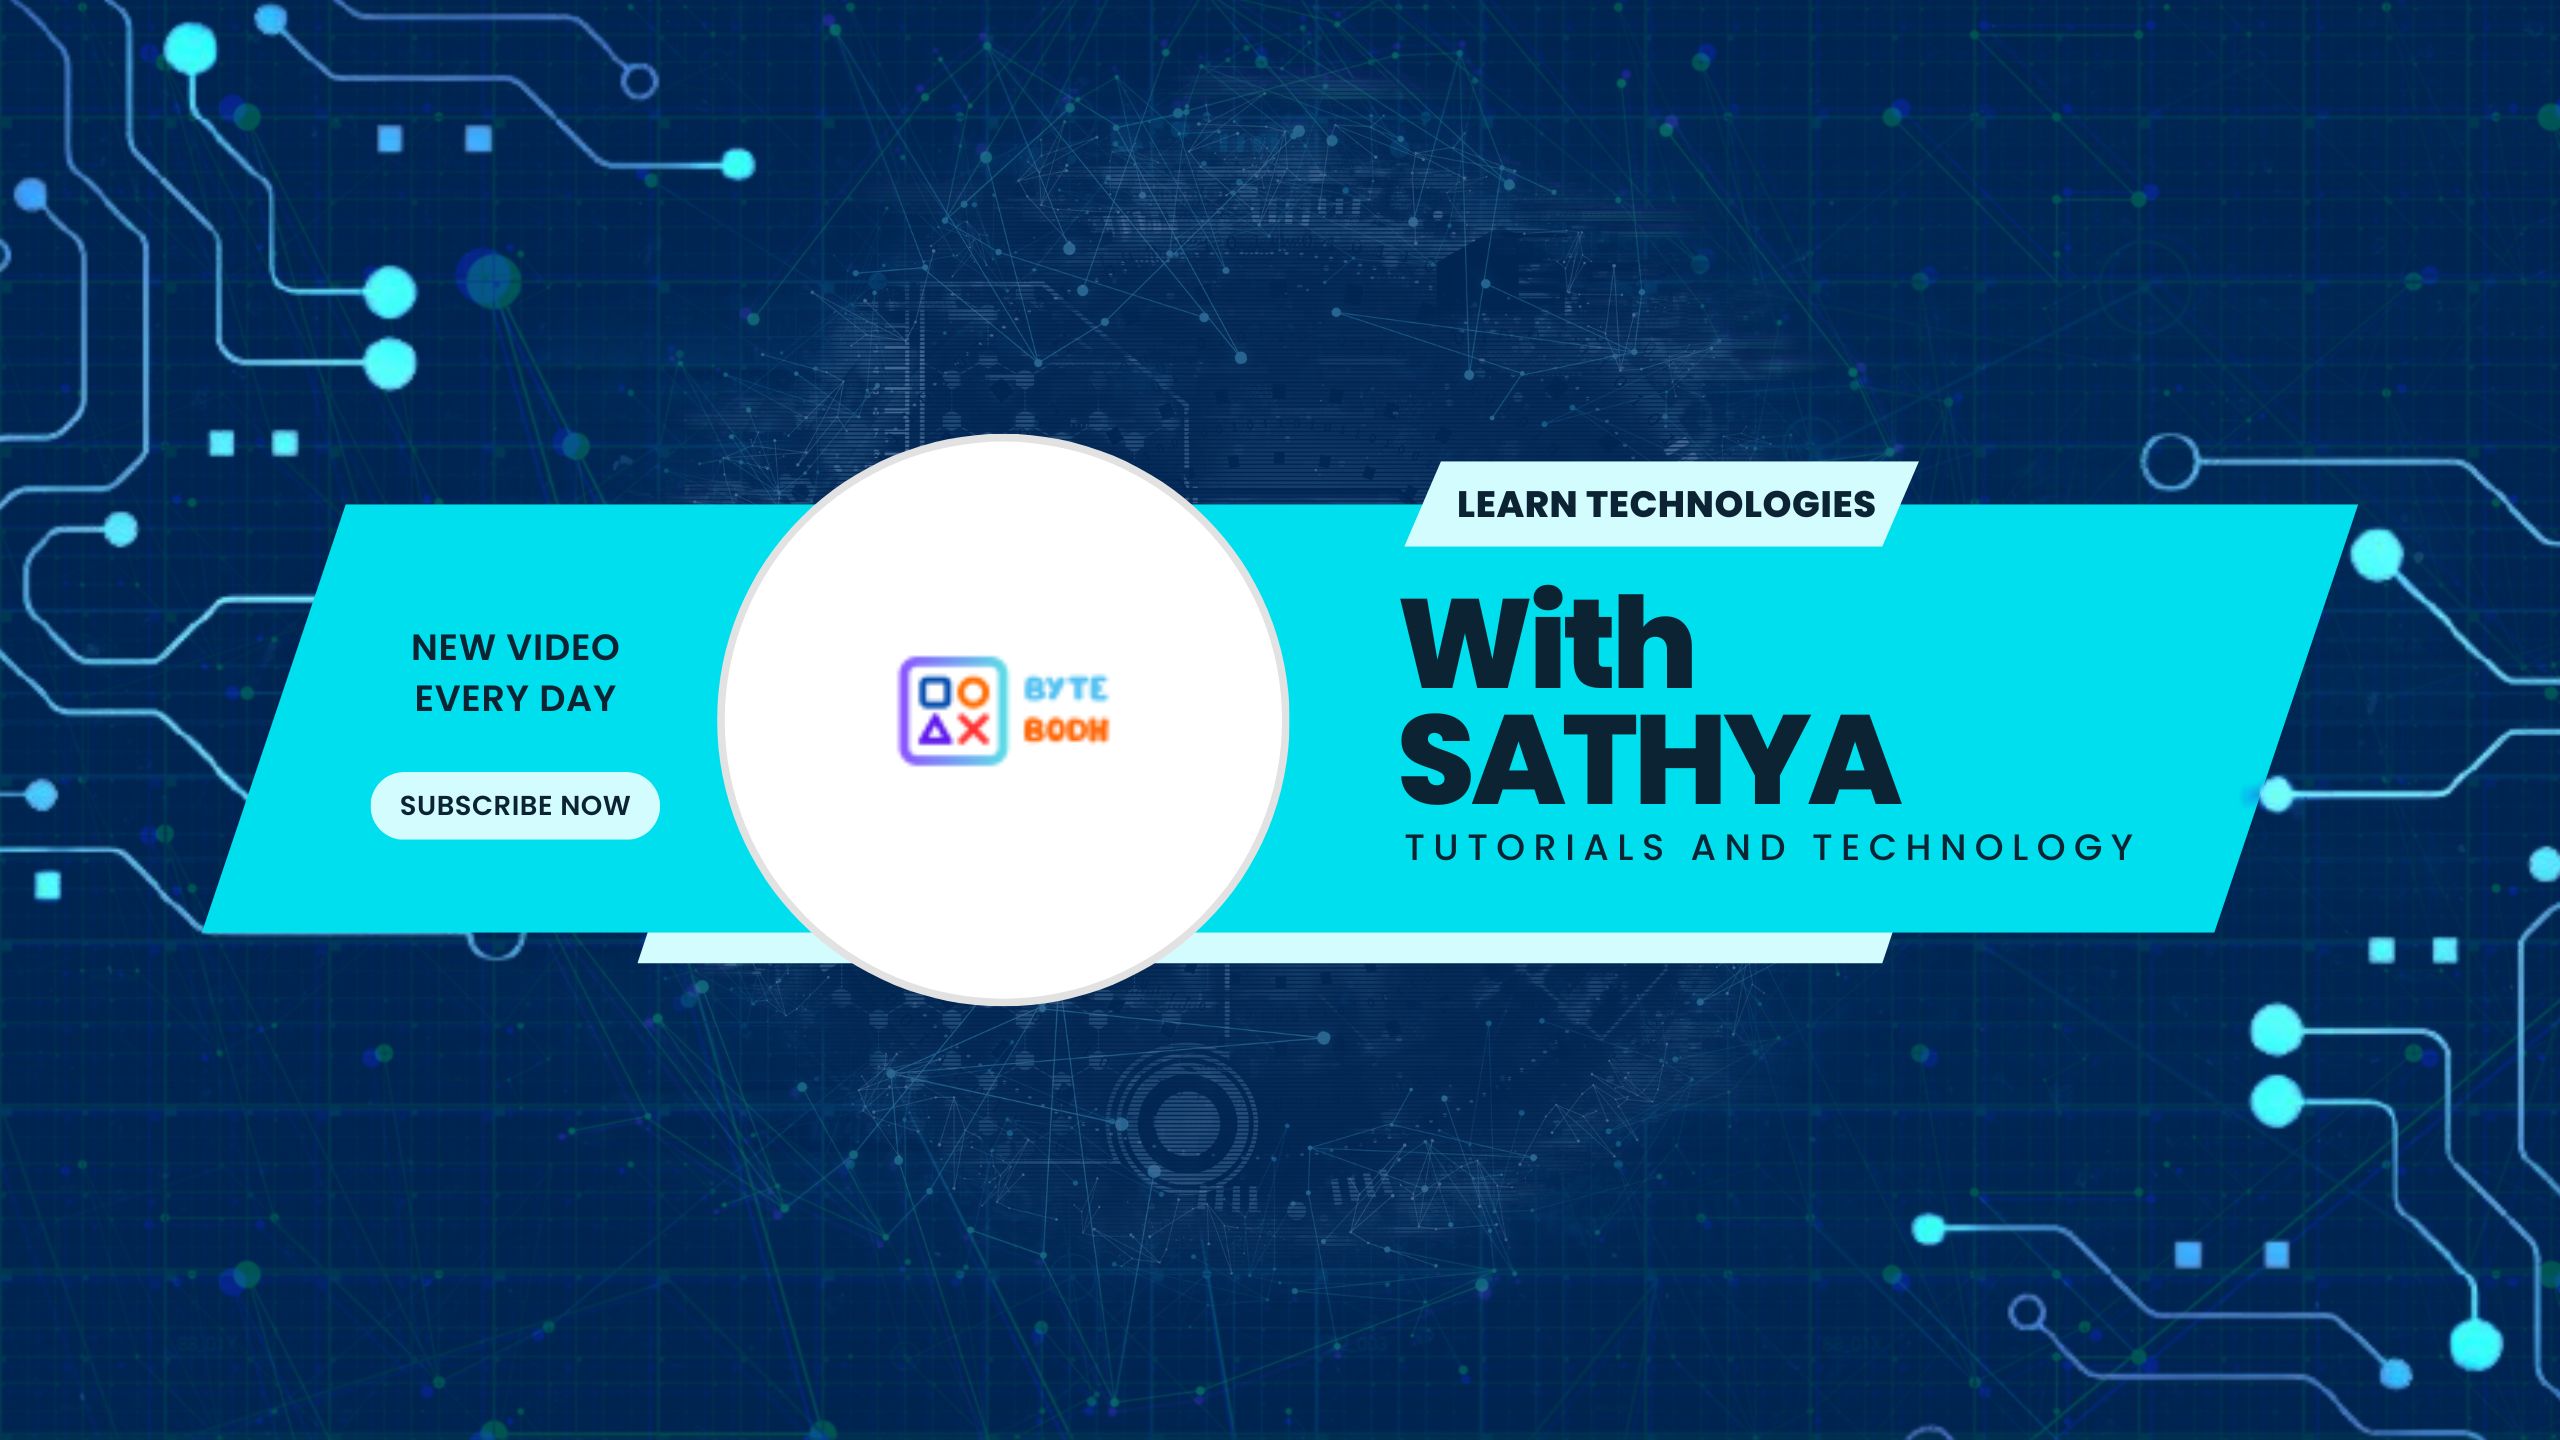 NEW VIDEO
EVERY DAY
SUBSCRIBE NOW
BYTE
BODH
LEARN TECHNOLOGIES
With
SATHYA
TUTORIALS AND TECHNOLOGY